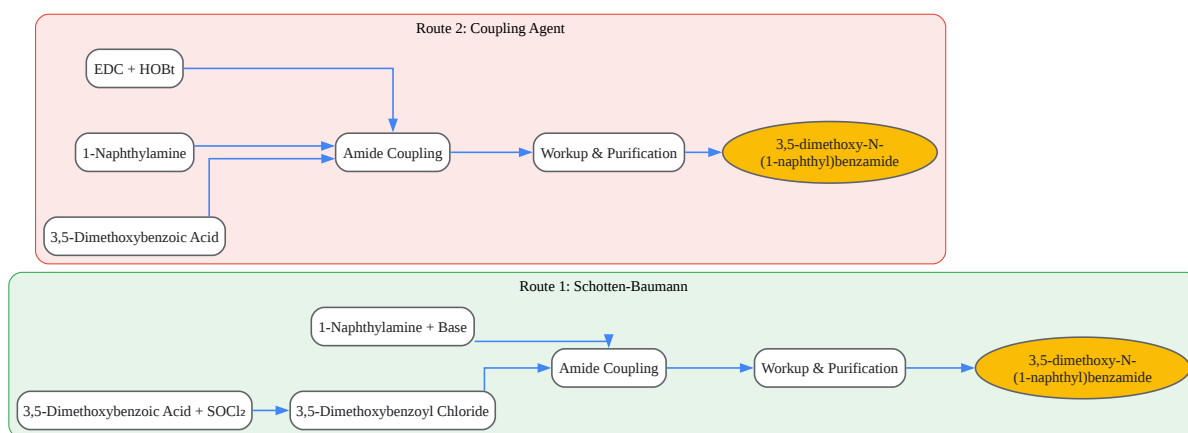 Route 2: Coupling Agent
EDC + HOBt
1-Naphthylamine
Amide Coupling
Workup & Purification
3,5-dimethoxy-N-
(1-naphthyl)benzamide
3,5-Dimethoxybenzoic Acid
Route 1: Schotten-Baumann
1-Naphthylamine + Base
Amide Coupling
Workup & Purification
3,5-dimethoxy-N-
(1-naphthyl)benzamide
3,5-Dimethoxybenzoic Acid + SOCl₂
3,5-Dimethoxybenzoyl Chloride